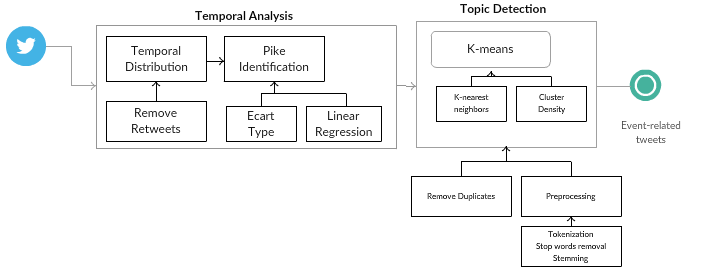 Temporal Analysis
Topic Detection
Temporal
Distribution
Pike
Identification
Remove
Retweets
Ecart
Type
Linear
Regression
K-means
K-nearest
neighbors
Cluster
Density
Event-related
tweets
Remove Duplicates
Preprocessing
Tokenization
Stop words removal
Stemming